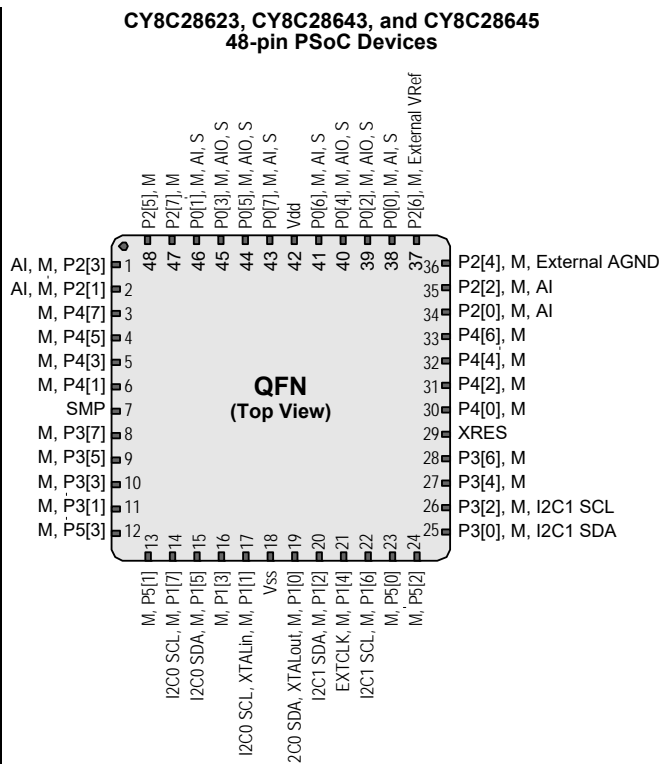 CY8C28623, CY8C28643, and CY8C28645
48-pin PSoC Devices
P2[5], M
P2[7], M
P0[1], M, AI, S
P0[3], M, AIO, S
P0[5], M, AIO, S
P0[7], M, AI, S
Vdd
P0[6], M, AI, S
P0[4], M, AIO, S
P0[2], M, AIO, S
P0[0], M, AI, S
P2[6], M, External VRef
48
47
46
45
44
43
42
41
40
39
38
37
AI, M, P2[3] 1
AI, M, P2[1] 2
M, P4[7] 3
M, P4[5] 4
M, P4[3] 5
M, P4[1] 6
SMP 7
M, P3[7] 8
M, P3[5] 9
M, P3[3] 10
M, P3[1] 11
M, P5[3] 12
QFN
(Top View)
36 P2[4], M, External AGND
35 P2[2], M, AI
34 P2[0], M, AI
33 P4[6], M
32 P4[4], M
31 P4[2], M
30 P4[0], M
29 XRES
28 P3[6], M
27 P3[4], M
26 P3[2], M, I2C1 SCL
25 P3[0], M, I2C1 SDA
13
14
15
16
17
18
19
20
21
22
23
24
M, P5[1]
I2C0 SCL, M, P1[7]
I2C0 SDA, M, P1[5]
M, P1[3]
I2C0 SCL, XTALin, M, P1[1]
Vss
2C0 SDA, XTALout, M, P1[0]
I2C1 SDA, M, P1[2]
EXTCLK, M, P1[4]
I2C1 SCL, M, P1[6]
M, P5[0]
M, P5[2]